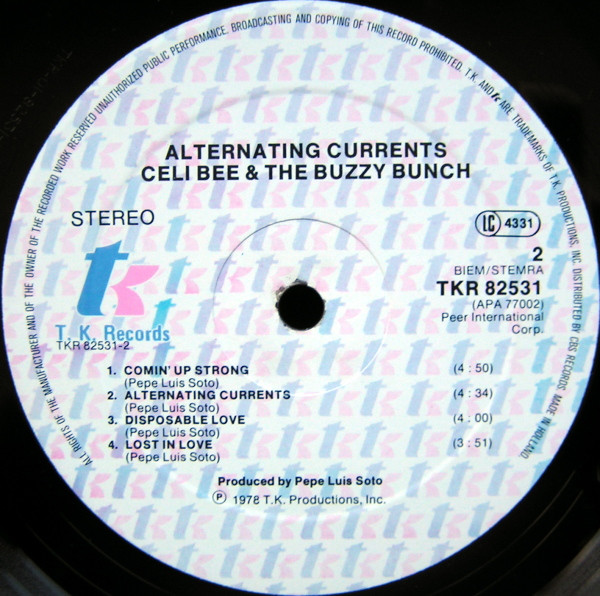 ALL RIGHTS OF THE MANUFACTURER AND OF THE OWNER OF THE RECORDED WORK RESERVED UNAUTHORIZED PUBLIC PERFORMANCE, BROADCASTING AND COPYING OF THIS RECORD PROHIBITED. T.K. AND tk ARE TRADEMARKS OF T.K. PRODUCTIONS, INC. DISTRIBUTED BY CBS RECORDS. MADE IN HOLLAND.
ALTERNATING CURRENTS
CELI BEE & THE BUZZY BUNCH
STEREO
LC 4331
2
BIEM/STEMRA
TKR 82531
(APA 77002)
Peer International
Corp.
tk
T.K. Records
TKR 82531-2
1. COMIN' UP STRONG (4 : 50)
(Pepe Luis Soto)
2. ALTERNATING CURRENTS (4 : 34)
(Pepe Luis Soto)
3. DISPOSABLE LOVE (4 : 00)
(Pepe Luis Soto)
4. LOST IN LOVE (3 : 51)
(Pepe Luis Soto)
Produced by Pepe Luis Soto
Ⓟ 1978 T.K. Productions, Inc.